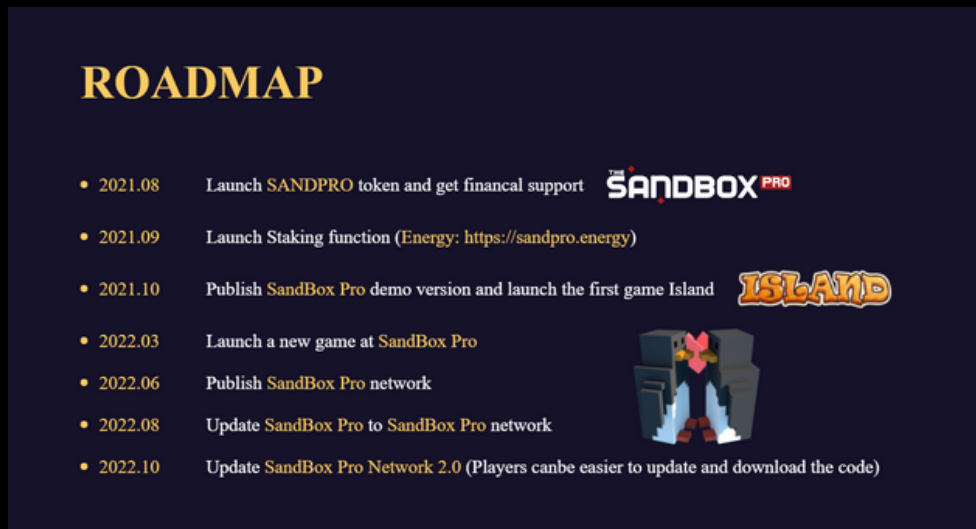 ROADMAP
2021.08 Launch SANDPRO token and get financal support
THE SANDBOX PRO
2021.09 Launch Staking function (Energy: https://sandpro.energy)
2021.10 Publish SandBox Pro demo version and launch the first game Island
ISLAND
2022.03 Launch a new game at SandBox Pro
2022.06 Publish SandBox Pro network
2022.08 Update SandBox Pro to SandBox Pro network
2022.10 Update SandBox Pro Network 2.0 (Players canbe easier to update and download the code)